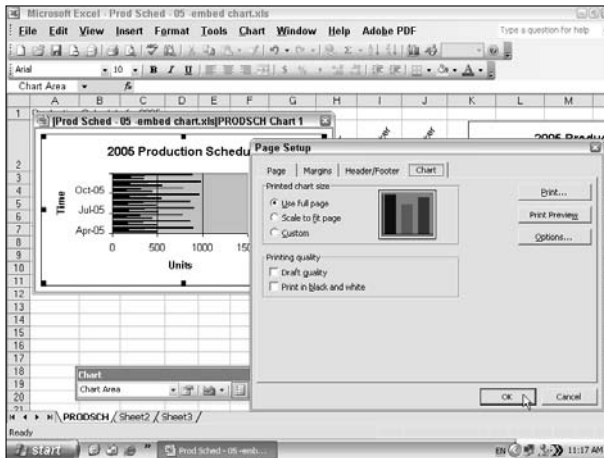 Microsoft Excel - Prod Sched - 05 -embed chart.xls
File Edit View Insert Format Tools Chart Window Help Adobe PDF
Type a question for help
Arial 10 B I U
Chart Area fx
A B C D E F G H I J K L M
1
2
3
4
5
6
7
8
9
10
11
12
13
14
15
16
17
18
19
20
21
[Prod Sched - 05 -embed chart.xls]PRODSCH Chart 1
2005 Production Schedu
Time
Oct-05
Jul-05
Apr-05
0 500 1000
Units
Page Setup
Page Margins Header/Footer Chart
Printed chart size
Use full page
Scale to fit page
Custom
Printing quality
Draft quality
Print in black and white
Print...
Print Preview
Options...
OK Cancel
Chart
Chart Area
PRODSCH Sheet2 Sheet3
Ready
start
Prod Sched - 05 -emb...
EN
11:17 AM